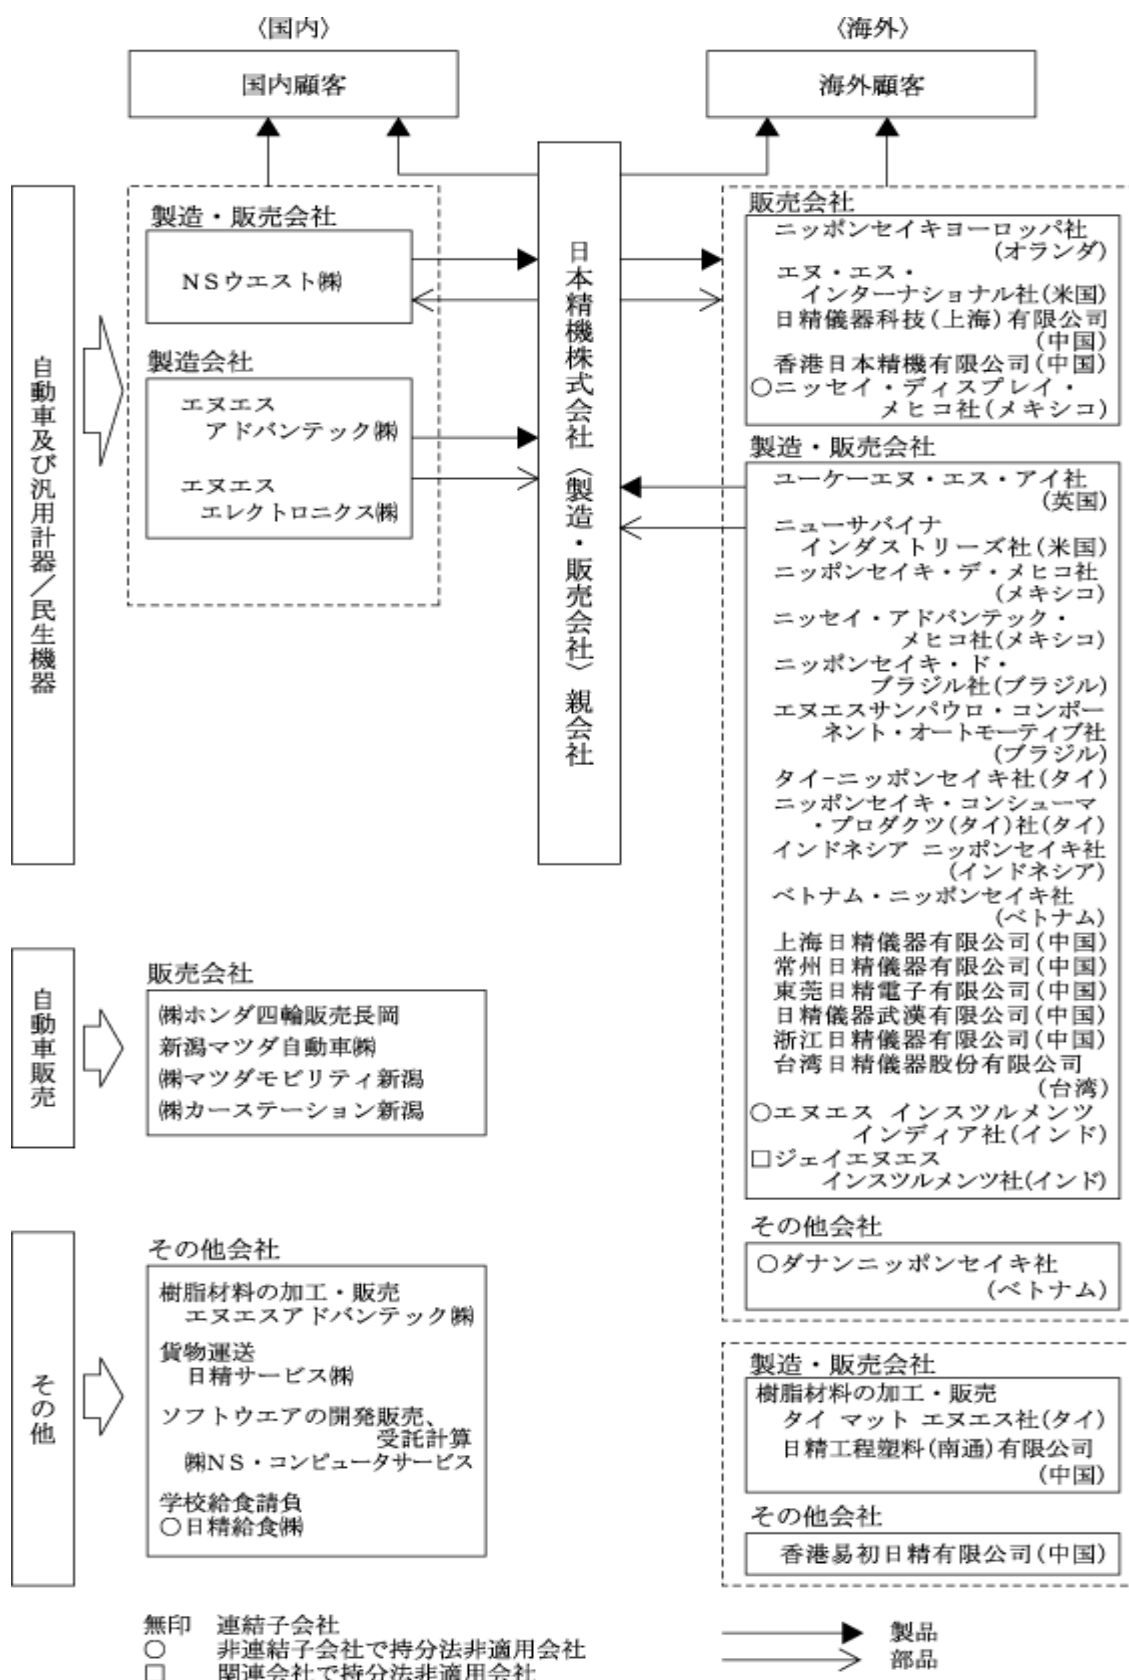 〈国内〉
〈海外〉
国内顧客
海外顧客
自動車及び汎用計器／民生機器
製造・販売会社
NSウエスト㈱
製造会社
エヌエス
アドバンテック㈱
エヌエス
エレクトロニクス㈱
日本精機株式会社〈製造・販売会社〉親会社
販売会社
ニッポンセイキヨーロッパ社
(オランダ)
エヌ・エス・
インターナショナル社(米国)
日精儀器科技(上海)有限公司
(中国)
香港日本精機有限公司(中国)
○ニッセイ・ディスプレイ・
メヒコ社(メキシコ)
製造・販売会社
ユーケーエヌ・エス・アイ社
(英国)
ニューサバイナ
インダストリーズ社(米国)
ニッポンセイキ・デ・メヒコ社
(メキシコ)
ニッセイ・アドバンテック・
メヒコ社(メキシコ)
ニッポンセイキ・ド・
ブラジル社(ブラジル)
エヌエスサンパウロ・コンポー
ネント・オートモーティブ社
(ブラジル)
タイ−ニッポンセイキ社(タイ)
ニッポンセイキ・コンシューマ
・プロダクツ(タイ)社(タイ)
インドネシア ニッポンセイキ社
(インドネシア)
ベトナム・ニッポンセイキ社
(ベトナム)
上海日精儀器有限公司(中国)
常州日精儀器有限公司(中国)
東莞日精電子有限公司(中国)
日精儀器武漢有限公司(中国)
浙江日精儀器有限公司(中国)
台湾日精儀器股份有限公司
(台湾)
○エヌエス インスツルメンツ
インディア社(インド)
□ジェイエヌエス
インスツルメンツ社(インド)
その他会社
○ダナンニッポンセイキ社
(ベトナム)
自動車販売
販売会社
㈱ホンダ四輪販売長岡
新潟マツダ自動車㈱
㈱マツダモビリティ新潟
㈱カーステーション新潟
その他
その他会社
樹脂材料の加工・販売
エヌエスアドバンテック㈱
貨物運送
日精サービス㈱
ソフトウエアの開発販売、
受託計算
㈱NS・コンピュータサービス
学校給食請負
○日精給食㈱
製造・販売会社
樹脂材料の加工・販売
タイ マット エヌエス社(タイ)
日精工程塑料(南通)有限公司
(中国)
その他会社
香港易初日精有限公司(中国)
無印 連結子会社
○ 非連結子会社で持分法非適用会社
□ 関連会社で持分法非適用会社
製品
部品